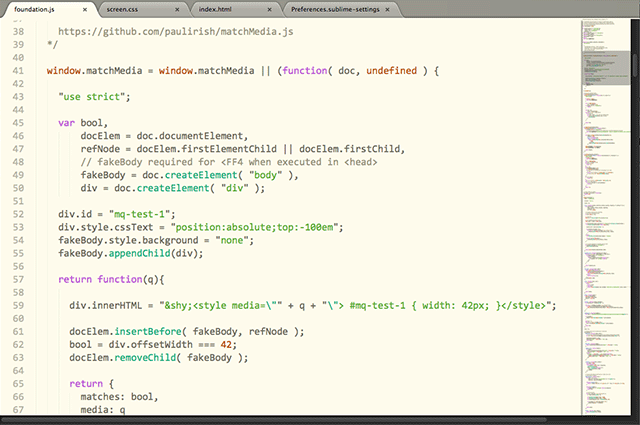 foundation.js × screen.css × index.html × Preferences.sublime-settings ×
38 https://github.com/paulirish/matchMedia.js
39 */
40
41 window.matchMedia = window.matchMedia || (function( doc, undefined ) {
42
43 "use strict";
44
45 var bool,
46 docElem = doc.documentElement,
47 refNode = docElem.firstElementChild || docElem.firstChild,
48 // fakeBody required for <FF4 when executed in <head>
49 fakeBody = doc.createElement( "body" ),
50 div = doc.createElement( "div" );
51
52 div.id = "mq-test-1";
53 div.style.cssText = "position:absolute;top:-100em";
54 fakeBody.style.background = "none";
55 fakeBody.appendChild(div);
56
57 return function(q){
58
59 div.innerHTML = "&shy;<style media=\"" + q + "\"> #mq-test-1 { width: 42px; }</style>";
60
61 docElem.insertBefore( fakeBody, refNode );
62 bool = div.offsetWidth === 42;
63 docElem.removeChild( fakeBody );
64
65 return {
66 matches: bool,
67 media: q